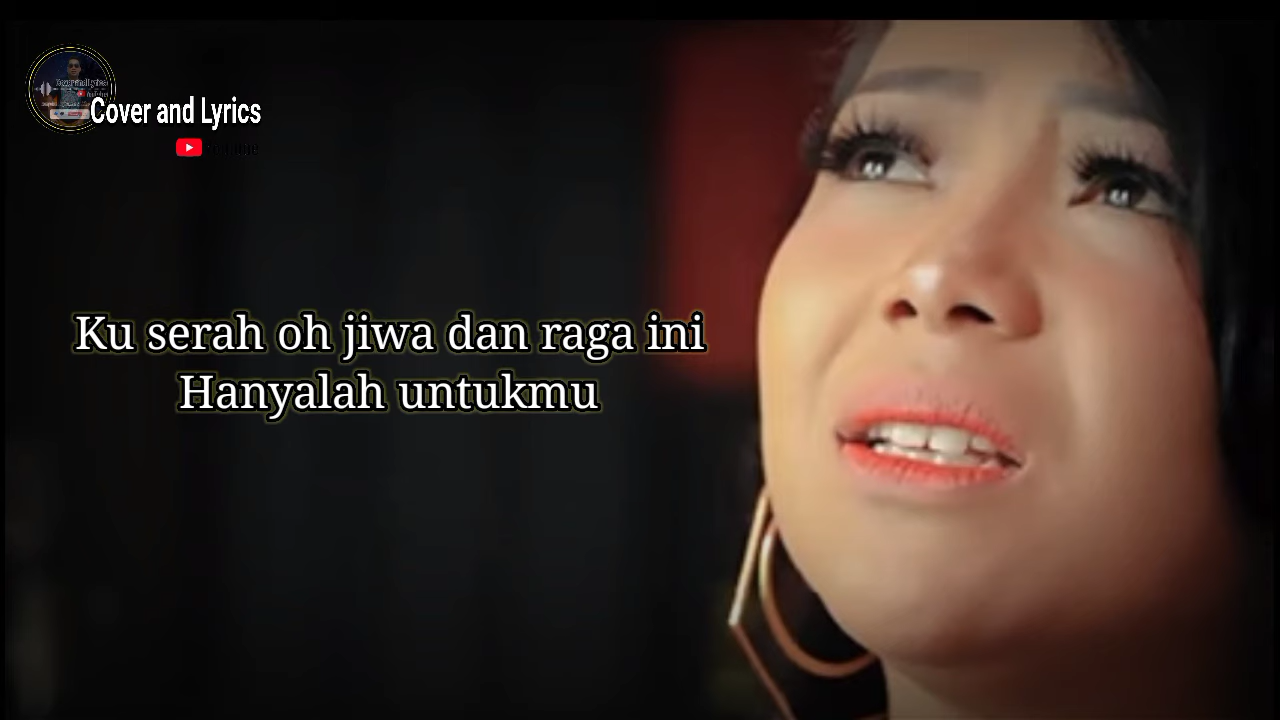 Cover and Lyrics
Ku serah oh jiwa dan raga ini
Hanyalah untukmu